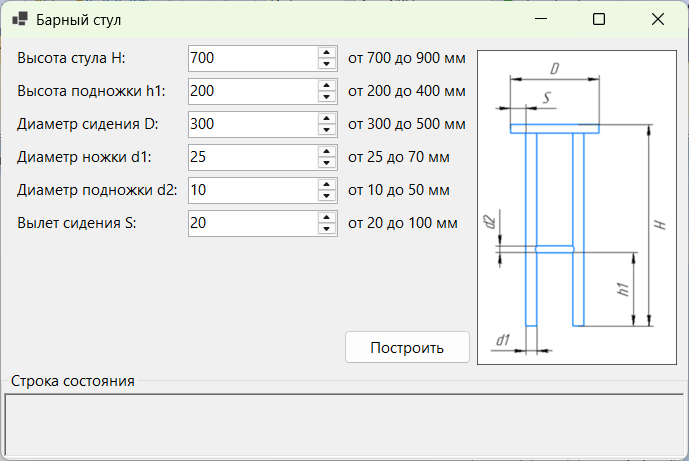 Барный стул
Высота стула H: 700 от 700 до 900 мм
Высота подножки h1: 200 от 200 до 400 мм
Диаметр сидения D: 300 от 300 до 500 мм
Диаметр ножки d1: 25 от 25 до 70 мм
Диаметр подножки d2: 10 от 10 до 50 мм
Вылет сидения S: 20 от 20 до 100 мм
D
S
d2
H
h1
d1
Построить
Строка состояния